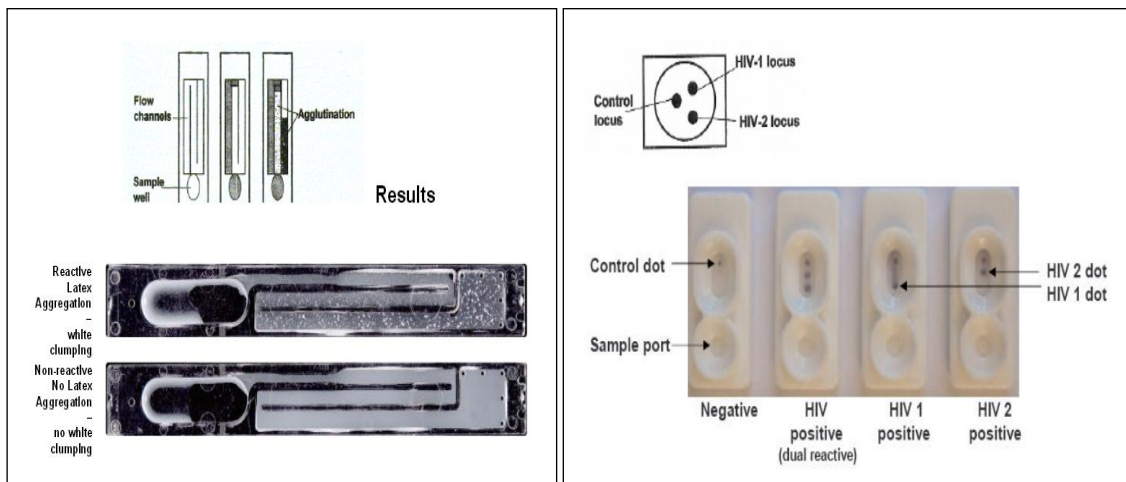 Flow
channels
Agglutination
Sample
well
Results
Reactive
Latex
Aggregation
–
white
clumping
Non-reactive
No Latex
Aggregation
–
no white
clumping
HIV-1 locus
Control
locus
HIV-2 locus
Control dot
HIV 2 dot
HIV 1 dot
Sample port
Negative
HIV
positive
(dual reactive)
HIV 1
positive
HIV 2
positive